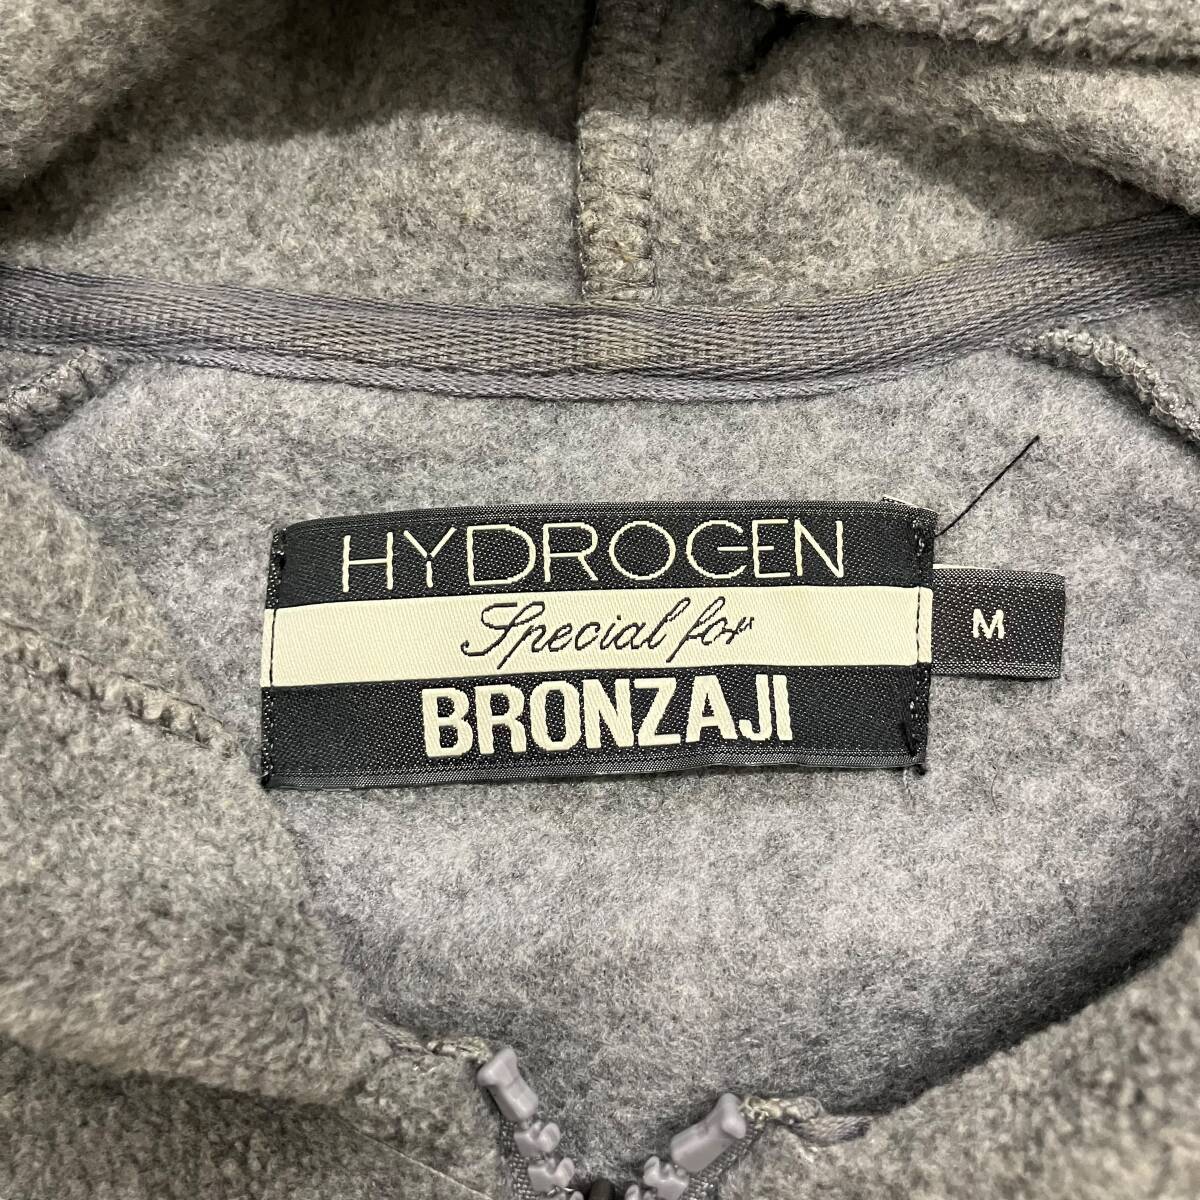 HYDROGEN
Special for
BRONZAJI
M